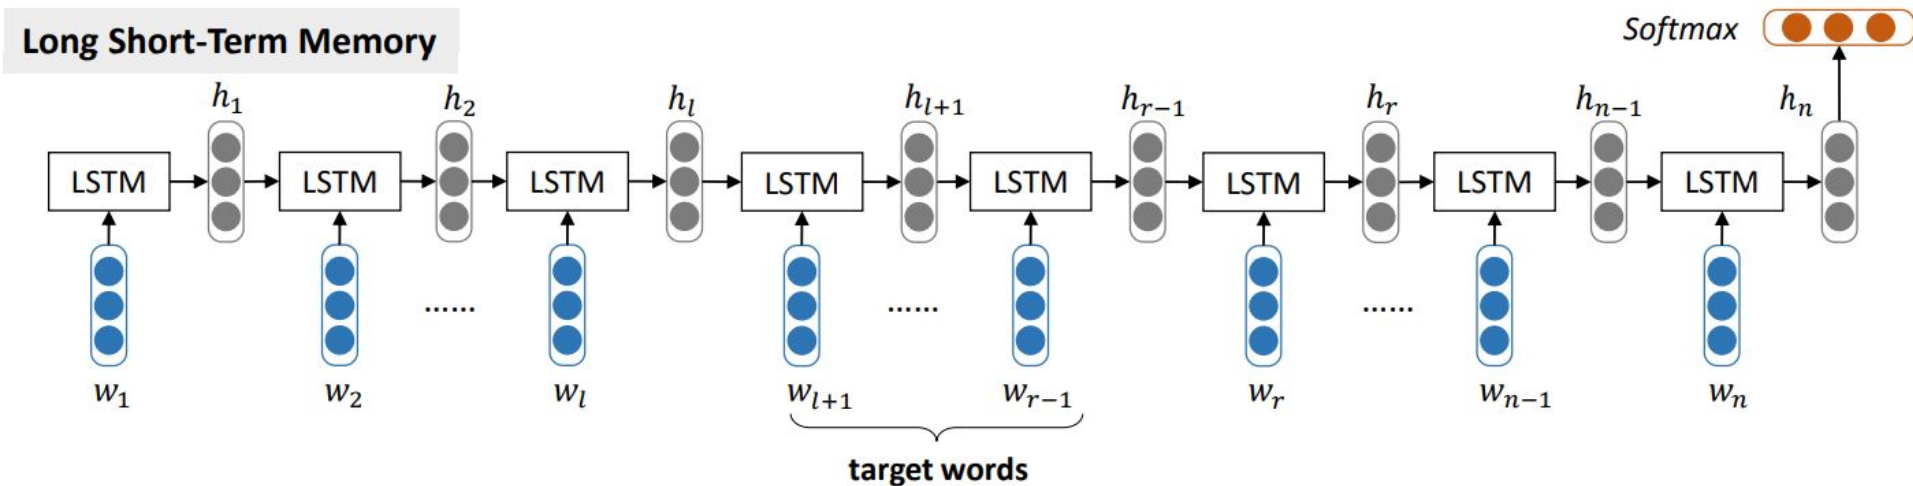 Long Short-Term Memory
Softmax
h₁ h₂ hₗ hₗ₊₁ hᵣ₋₁ hᵣ hₙ₋₁ hₙ
LSTM LSTM LSTM LSTM LSTM LSTM LSTM LSTM
...... ...... ......
w₁ w₂ wₗ wₗ₊₁ wᵣ₋₁ wᵣ wₙ₋₁ wₙ
target words